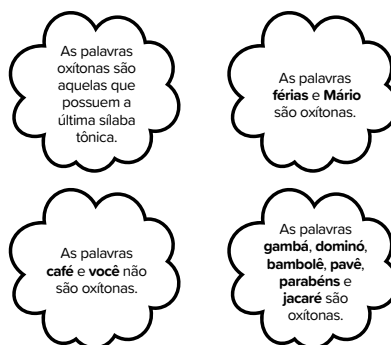 As palavras
oxítonas são
aquelas que
possuem a
última sílaba
tônica.
As palavras
férias e Mário
são oxítonas.
As palavras
café e você não
são oxítonas.
As palavras
gambá, dominó,
bambolê, pavê,
parabéns e
jacaré são
oxítonas.